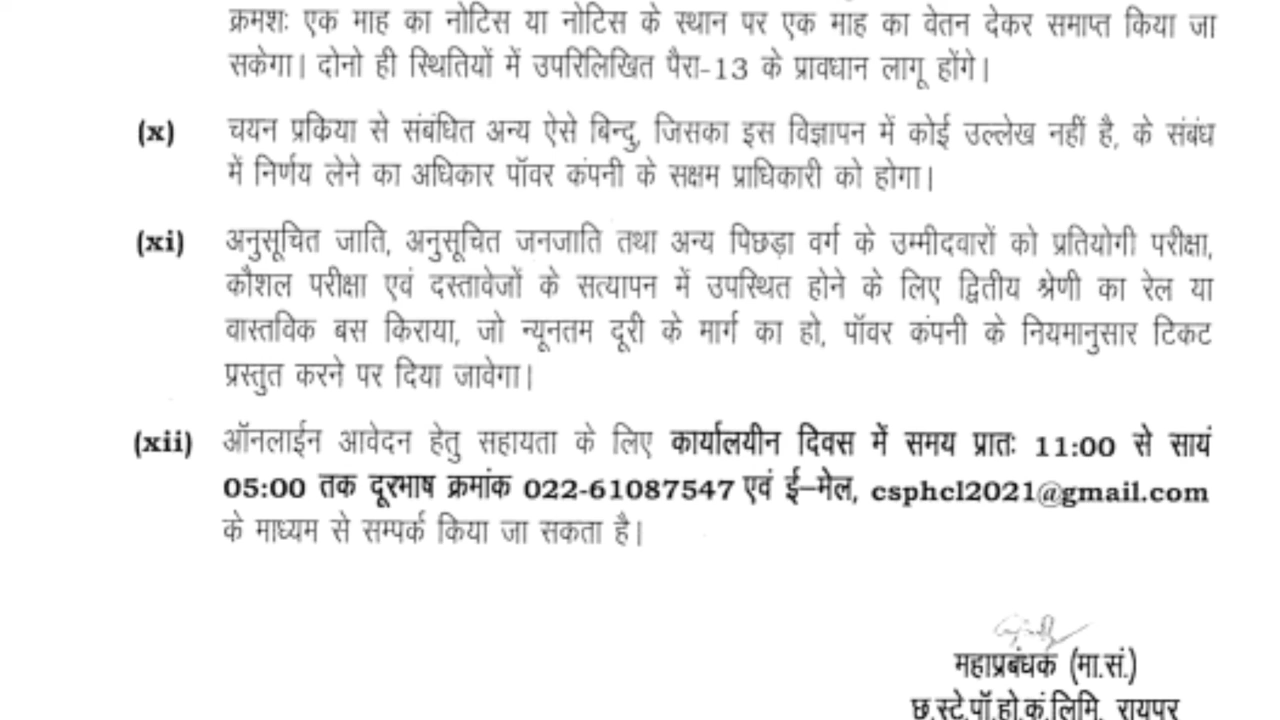 क्रमशः एक माह का नोटिस या नोटिस के स्थान पर एक माह का वेतन देकर समाप्त किया जा
सकेगा। दोनो ही स्थितियों में उपरिलिखित पैरा-13 के प्रावधान लागू होंगे।
(x) चयन प्रकिया से संबंधित अन्य ऐसे बिन्दु, जिसका इस विज्ञापन में कोई उल्लेख नहीं है, के संबंध
में निर्णय लेने का अधिकार पॉवर कंपनी के सक्षम प्राधिकारी को होगा।
(xi) अनुसूचित जाति, अनुसूचित जनजाति तथा अन्य पिछड़ा वर्ग के उम्मीदवारों को प्रतियोगी परीक्षा,
कौशल परीक्षा एवं दस्तावेजों के सत्यापन में उपस्थित होने के लिए द्वितीय श्रेणी का रेल या
वास्तविक बस किराया, जो न्यूनतम दूरी के मार्ग का हो, पॉवर कंपनी के नियमानुसार टिकट
प्रस्तुत करने पर दिया जावेगा।
(xii) ऑनलाईन आवेदन हेतु सहायता के लिए कार्यालयीन दिवस में समय प्रातः 11:00 से सायं
05:00 तक दूरभाष क्रमांक 022-61087547 एवं ई-मेल, csphcl2021@gmail.com
के माध्यम से सम्पर्क किया जा सकता है।
महाप्रबंधक (मा.सं.)
छ.स्टे.पॉ.हो.कं.लिमि. रायपुर